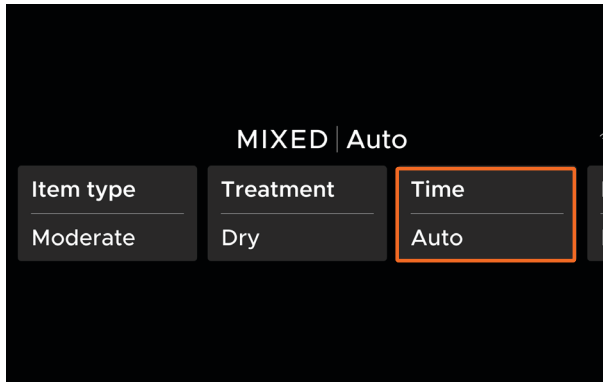 MIXED | Auto
Item type
Moderate
Treatment
Dry
Time
Auto